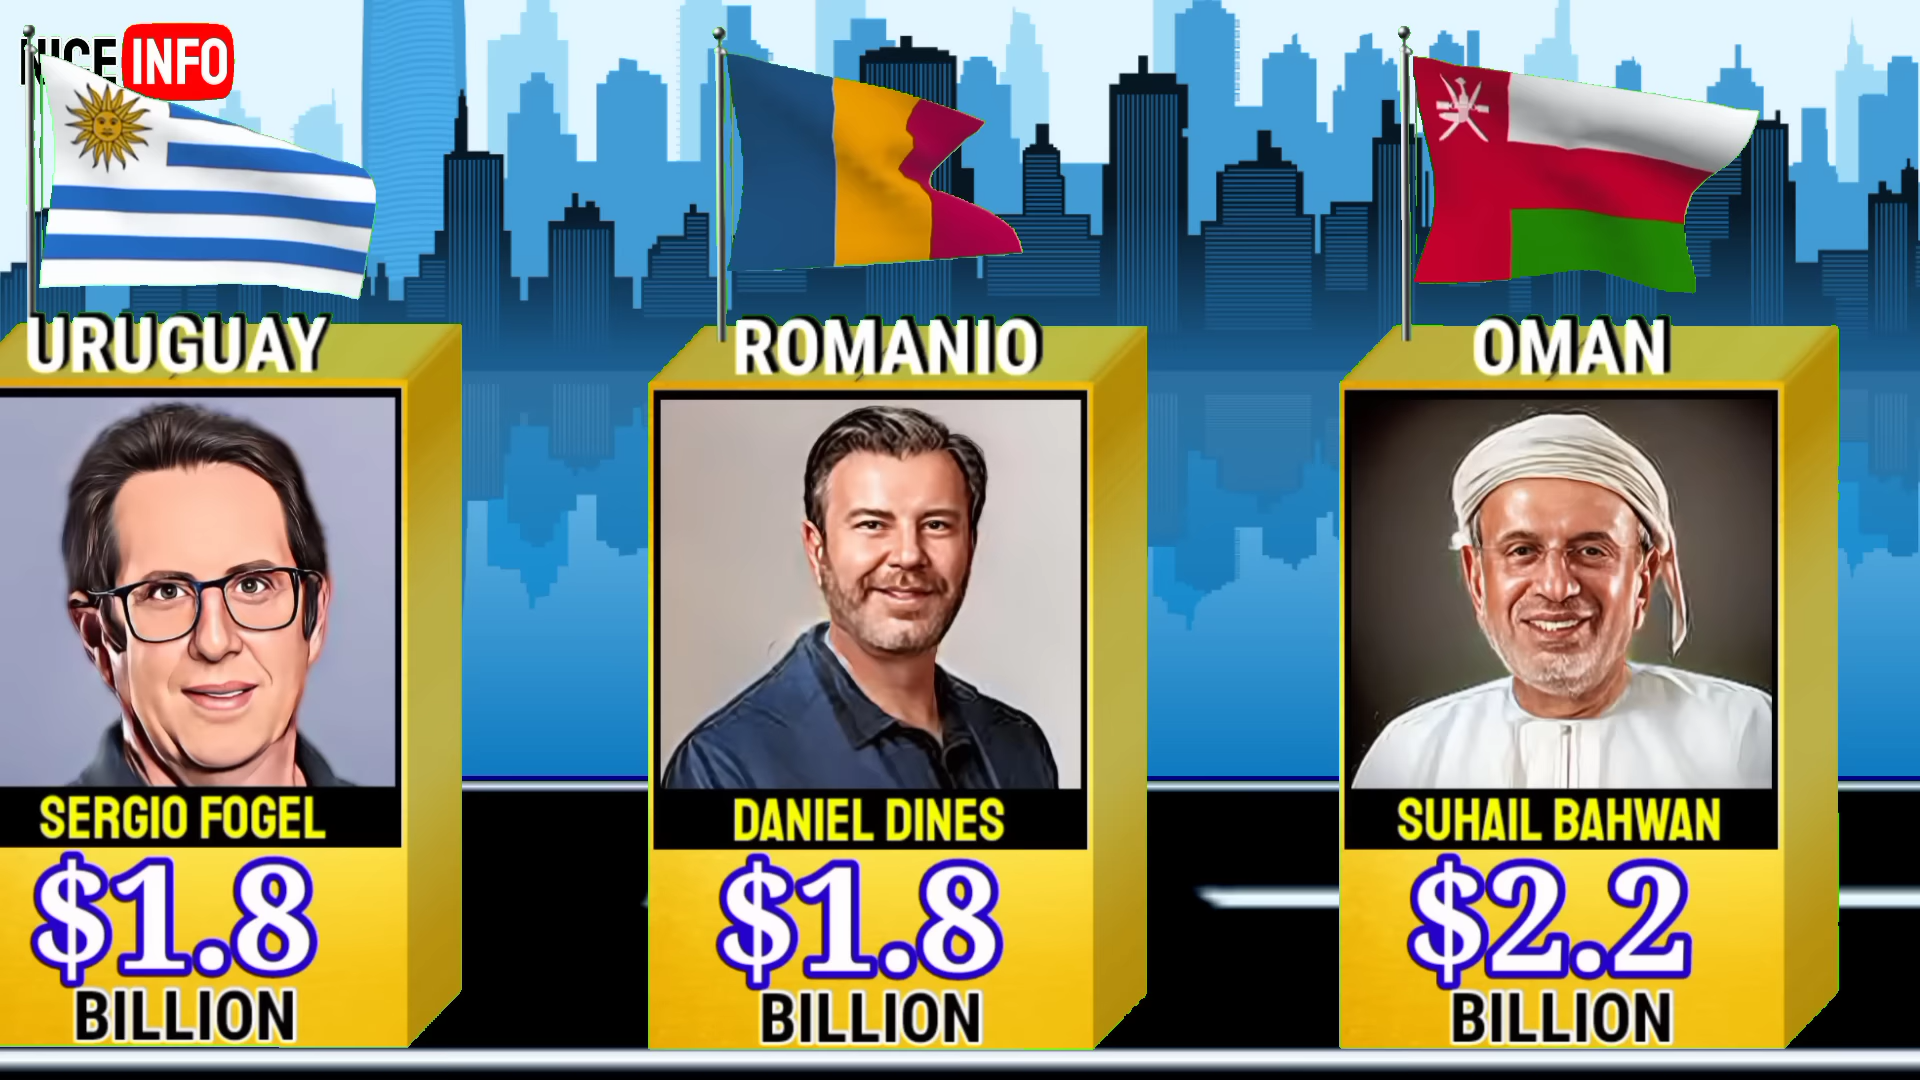 NICE INFO
URUGUAY
SERGIO FOGEL
$1.8
BILLION
ROMANIO
DANIEL DINES
$1.8
BILLION
OMAN
SUHAIL BAHWAN
$2.2
BILLION